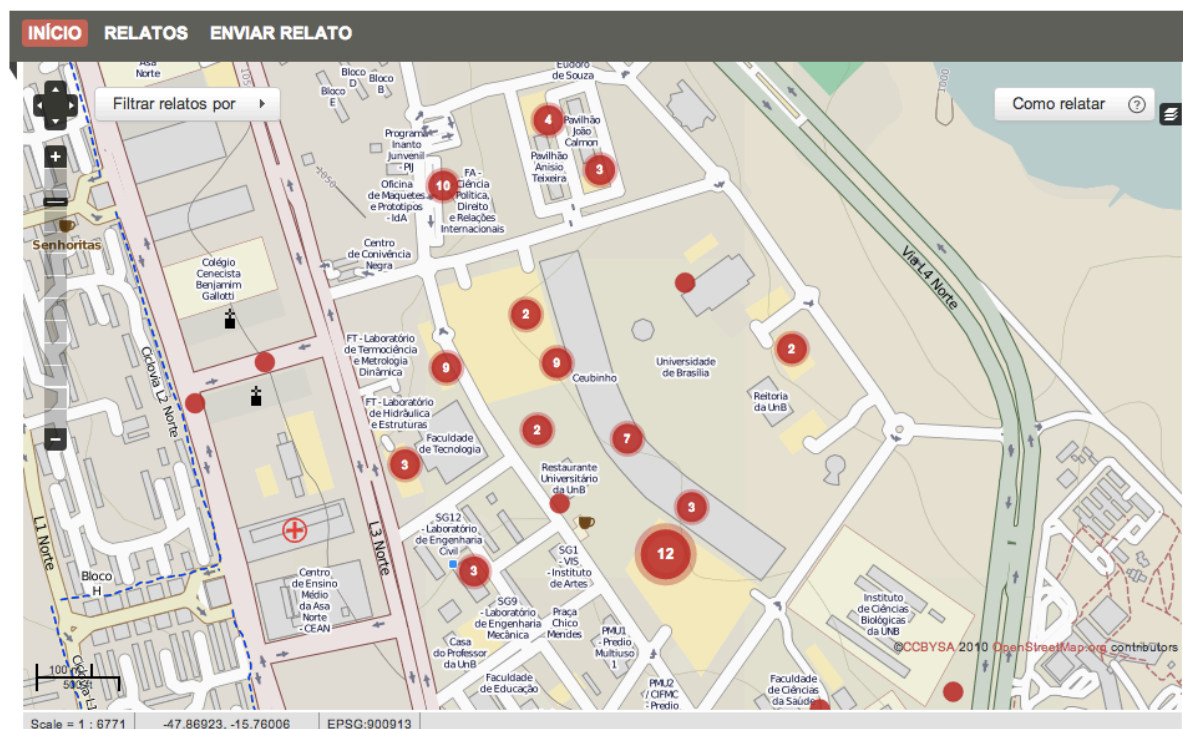 INÍCIO RELATOS ENVIAR RELATO
Asa
Norte
Bloco
D
Bloco
B
Bloco
E
Eudoro
de Souza
1000
Filtrar relatos por
Como relatar ?
4
Pavilhão
João
Calmon
Pavilhão
Anisio
Teixeira
3
Programa
Inanto
Junvenil
- PIJ
Oficina
de Maquetes
e Prototipos
- IdA
10
FA -
Ciência
Política,
Direito
e Relações
Internacionais
1050
Senhoritas
Centro
de Conivência
Negra
Colégio
Cenecista
Benjamim
Gallotti
Via L4 Norte
2
FT - Laboratório
de Termociência
e Metrologia
Dinâmica
9
9
Ceubinho
Universidade
de Brasília
2
Reitoria
da UnB
Ciclovia L2 Norte
FT - Laboratório
de Hidráulica
e Estruturas
Faculdade
de Tecnologia
3
2
7
Restaurante
Universitário
da UnB
3
12
L1 Norte
L3 Norte
SG12
- Laboratório
de Engenharia
Civil
3
SG1
- VIS
- Instituto
de Artes
Bloco
H
Centro
de Ensino
Médio
da Asa
Norte
- CEAN
SG9
- Laboratório
de Engenharia
Mecânica
Praça
Chico
Mendes
Casa
do Professor
da UnB
PMU1
- Predio
Multiuso
1
Instituto
de Ciências
Biológicas
da UNB
©CCBYSA 2010 OpenStreetMap.org contributors
Faculdade
de Educação
PMU2
/ CIFMC
- Predio
Faculdade
de Ciências
da Saúde
Scale = 1 : 6771 -47.86923, -15.76006 EPSG:900913